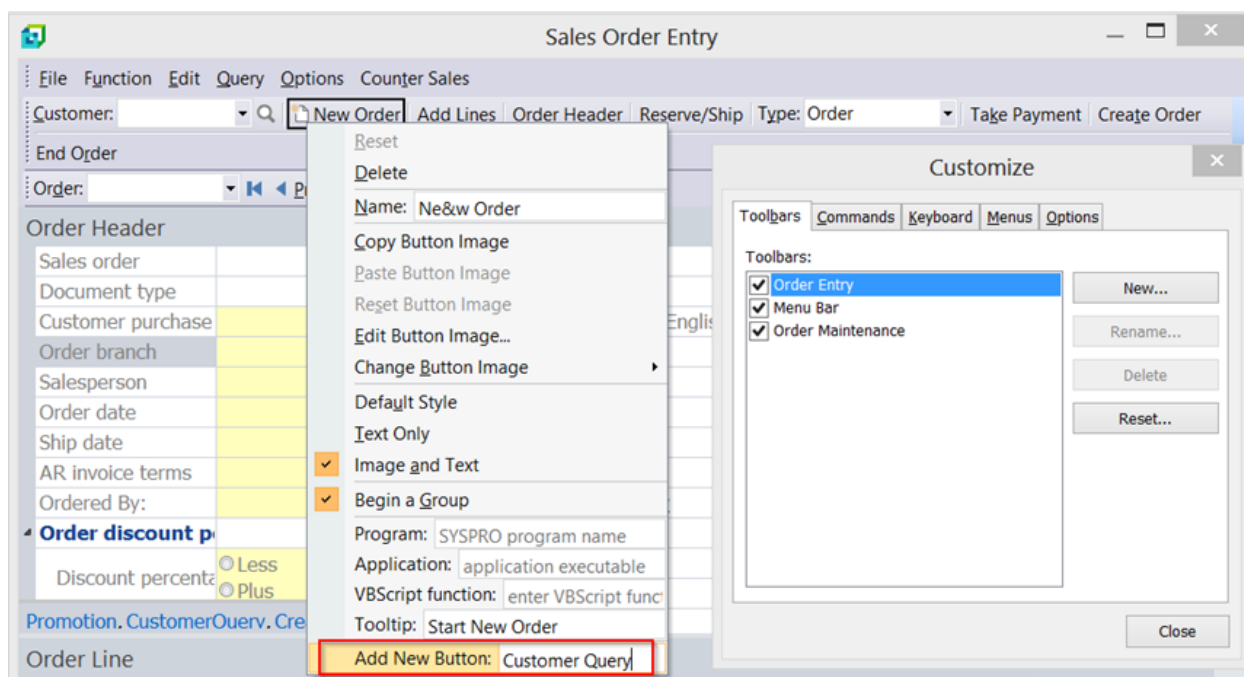 Sales Order Entry
File Function Edit Query Options Counter Sales
Customer: New Order Add Lines Order Header Reserve/Ship Type: Order Take Payment Create Order
End Order
Order:
Reset
Delete
Name: Ne&w Order
Copy Button Image
Paste Button Image
Reset Button Image
Edit Button Image...
Change Button Image
Default Style
Text Only
Image and Text
Begin a Group
Program: SYSPRO program name
Application: application executable
VBScript function: enter VBScript func
Tooltip: Start New Order
Add New Button: Customer Query
Order Header
Sales order
Document type
Customer purchase
Order branch
Salesperson
Order date
Ship date
AR invoice terms
Ordered By:
Order discount p
Discount percenta
Less
Plus
Promotion. CustomerQuery. Cre
Order Line
Customize
Toolbars Commands Keyboard Menus Options
Toolbars:
Order Entry
Menu Bar
Order Maintenance
New...
Rename...
Delete
Reset...
Close